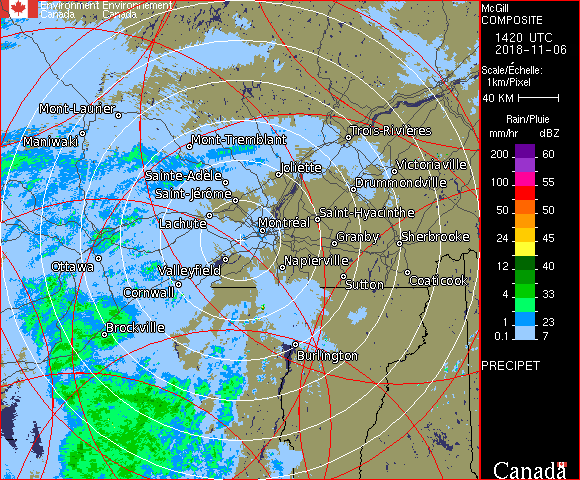 Environment Environnement
Canada Canada
McGill
COMPOSITE
1420 UTC
2018-11-06
Scale/Échelle:
1km/Pixel
40 KM
Rain/Pluie
mm/hr dBZ
200 60
100 55
50 50
24 45
12 40
4 33
1 23
0.1 7
PRECIPET
Canada
Mont-Laurier
Maniwaki
Mont-Tremblant
Trois-Rivières
Sainte-Adèle
Joliette
Victoriaville
Saint-Jérôme
Drummondville
Lachute
Montréal
Saint-Hyacinthe
Granby
Sherbrooke
Ottawa
Valleyfield
Napierville
Cornwall
Sutton
Coaticook
Brockville
Burlington